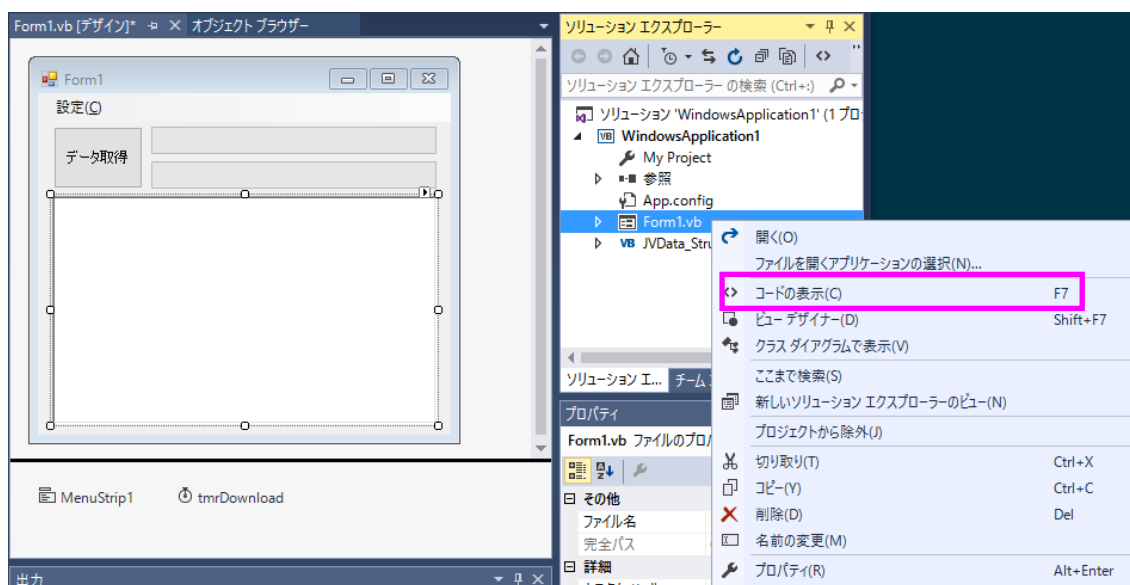 Form1.vb [デザイン]*
オブジェクト ブラウザー
Form1
設定(C)
データ取得
MenuStrip1
tmrDownload
出力
ソリューション エクスプローラー
ソリューション エクスプローラー の検索 (Ctrl+:)
ソリューション 'WindowsApplication1' (1 プロ
WindowsApplication1
My Project
参照
App.config
Form1.vb
VB JVData_Stru
ソリューション エ...
チーム
プロパティ
Form1.vb ファイルのプロパ
その他
ファイル名
完全パス
詳細
開く(O)
ファイルを開くアプリケーションの選択(N)...
コードの表示(C) F7
ビュー デザイナー(D) Shift+F7
クラス ダイアグラムで表示(V)
ここまで検索(S)
新しいソリューション エクスプローラーのビュー(N)
プロジェクトから除外(J)
切り取り(T) Ctrl+X
コピー(Y) Ctrl+C
削除(D) Del
名前の変更(M)
プロパティ(R) Alt+Enter